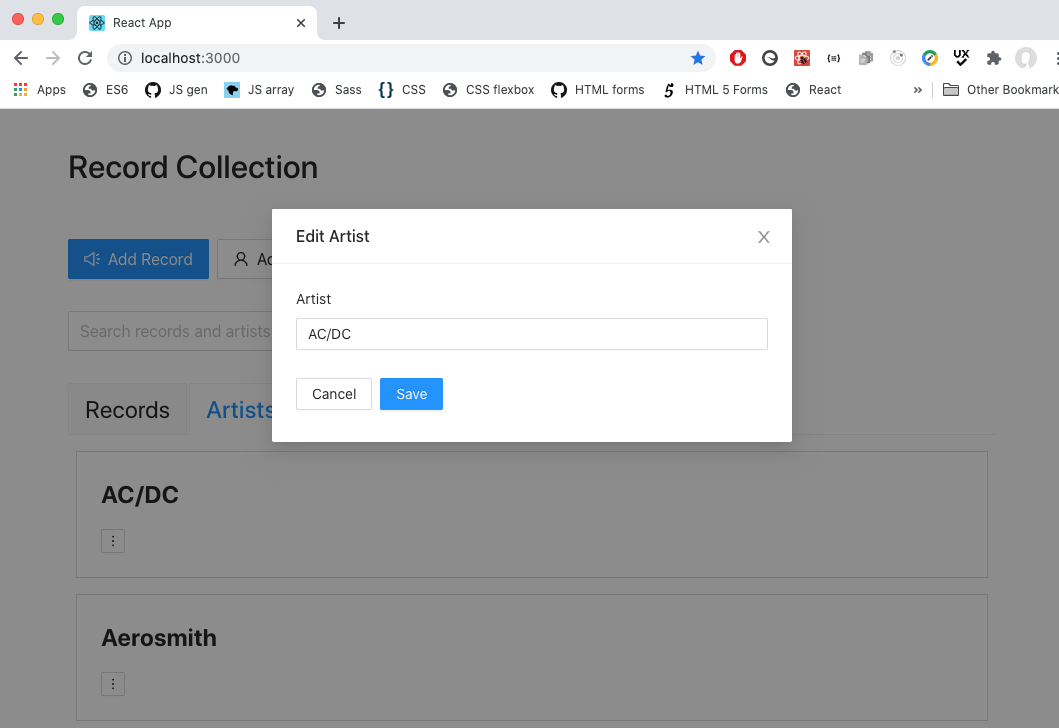 React App
localhost:3000
UX
Apps ES6 JS gen JS array Sass {} CSS CSS flexbox HTML forms 5 HTML 5 Forms React » Other Bookmark
Record Collection
Add Record
Search records and artists
Records Artists
Edit Artist
Artist
AC/DC
Cancel Save
AC/DC
Aerosmith